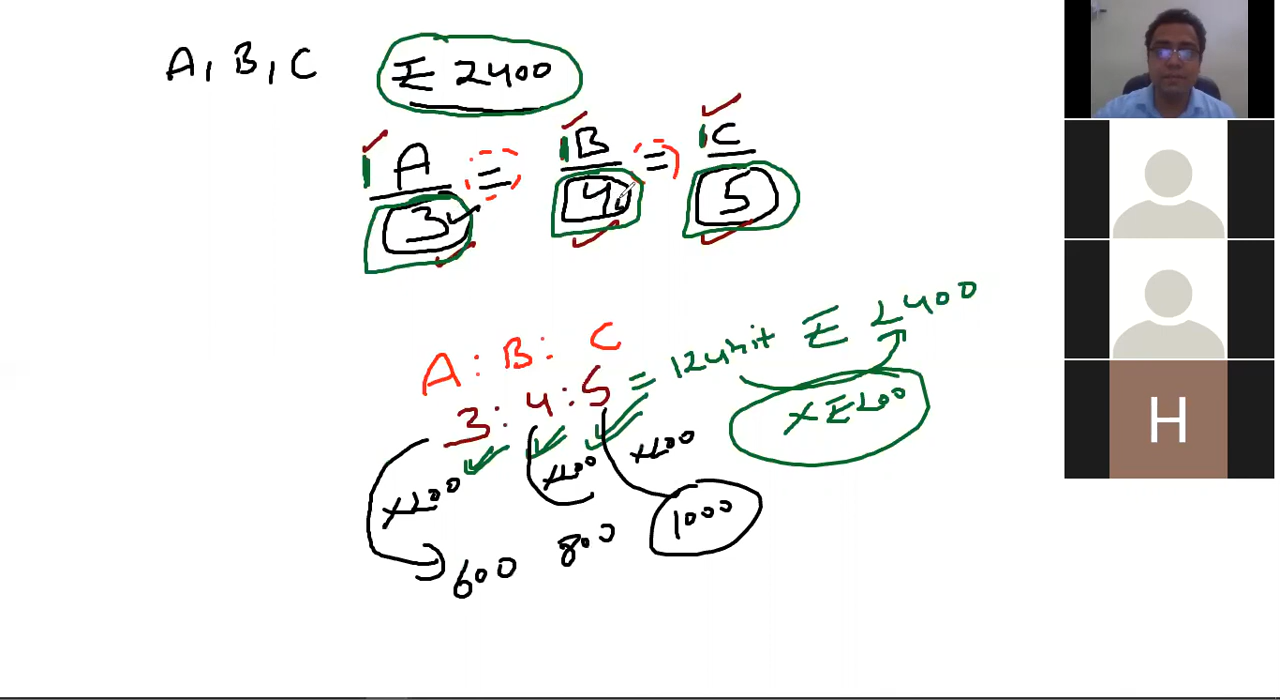 A, B, C ₹ 2400
A/3 = B/4 = C/5
A : B : C
3 : 4 : 5 = 12 unit ₹ 2400
× ₹ 200
×200 ×200 ×200
600 800 1000
H